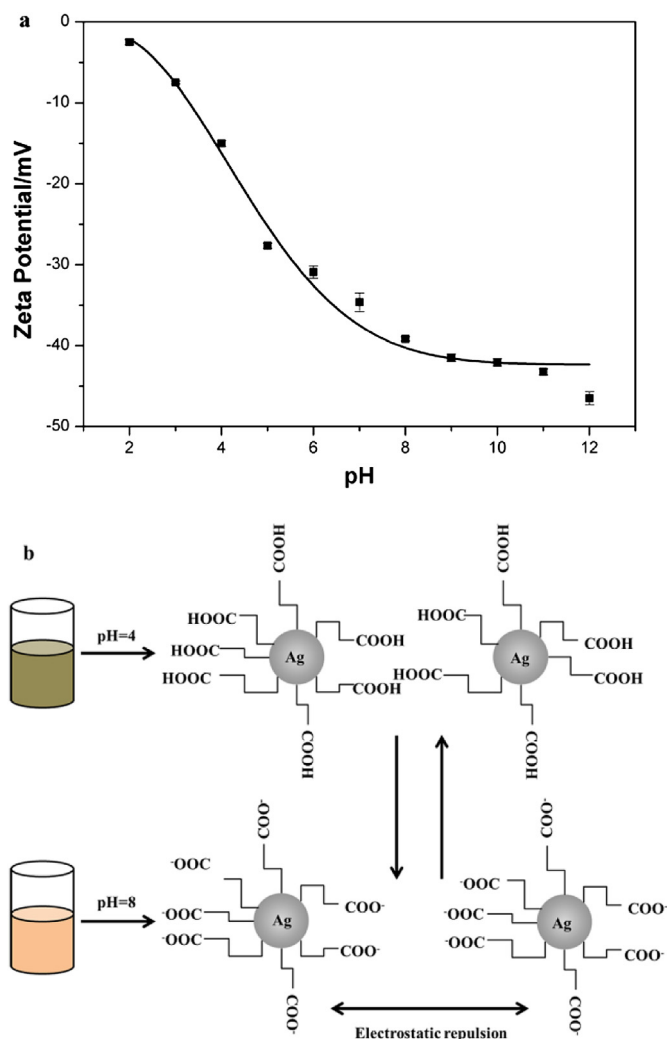 a
Zeta Potential/mV
0
-10
-20
-30
-40
-50
2 4 6 8 10 12
pH
b
pH=4
COOH
HOOC
HOOC
HOOC
Ag
COOH
COOH
COOH
COOH
HOOC
HOOC
Ag
COOH
COOH
COOH
pH=8
COO-
-OOC
-OOC
-OOC
Ag
COO-
COO-
COO-
COO-
-OOC
-OOC
-OOC
Ag
COO-
COO-
COO-
Electrostatic repulsion